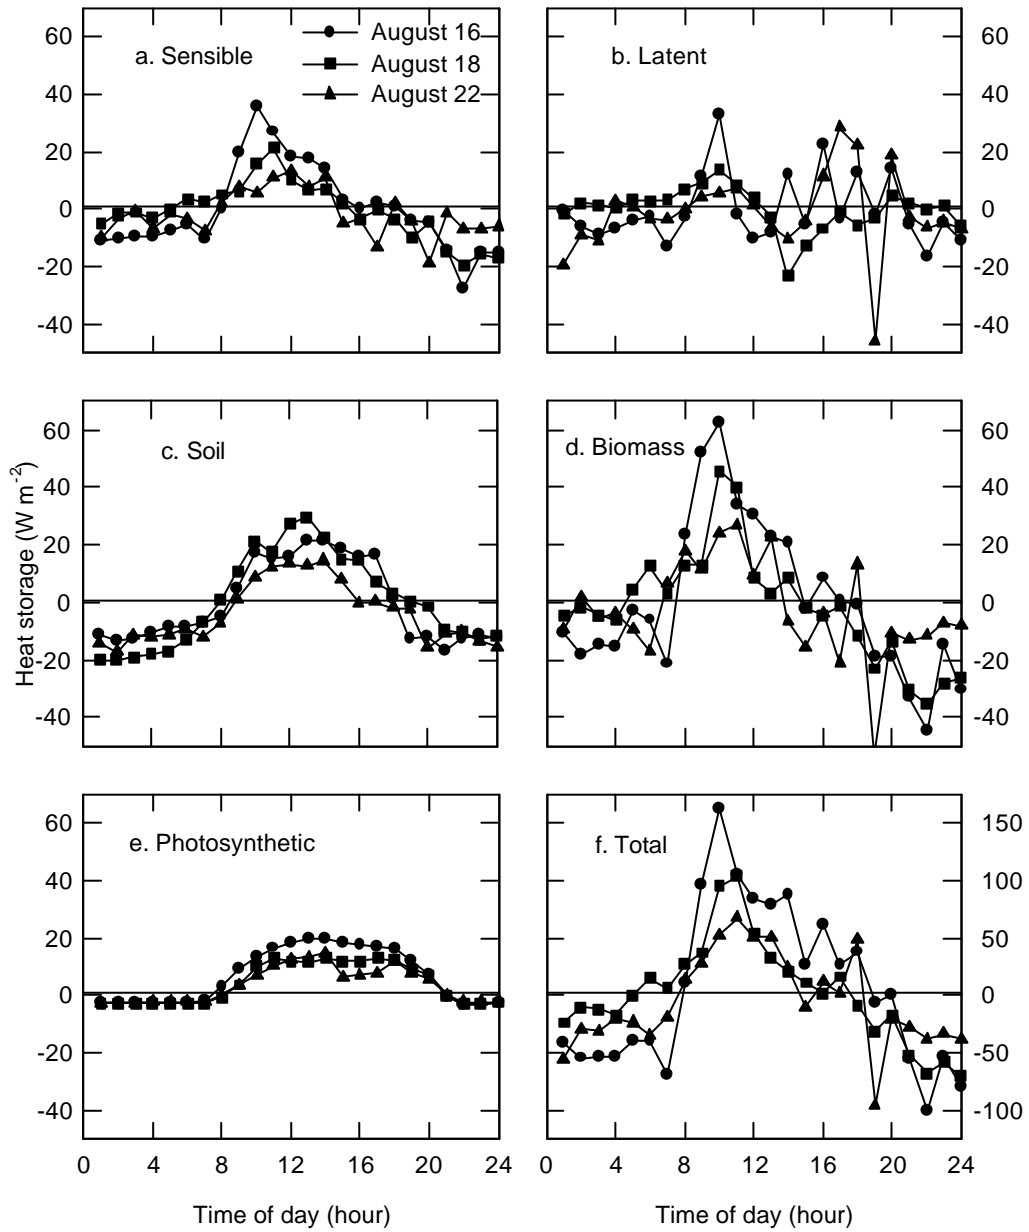 60
40
20
0
-20
-40
a. Sensible
August 16
August 18
August 22
b. Latent
60
40
20
0
-20
-40
Heat storage (W m-2)
60
40
20
0
-20
-40
c. Soil
d. Biomass
60
40
20
0
-20
-40
60
40
20
0
-20
-40
e. Photosynthetic
f. Total
150
100
50
0
-50
-100
0 4 8 12 16 20 24
0 4 8 12 16 20 24
Time of day (hour)
Time of day (hour)